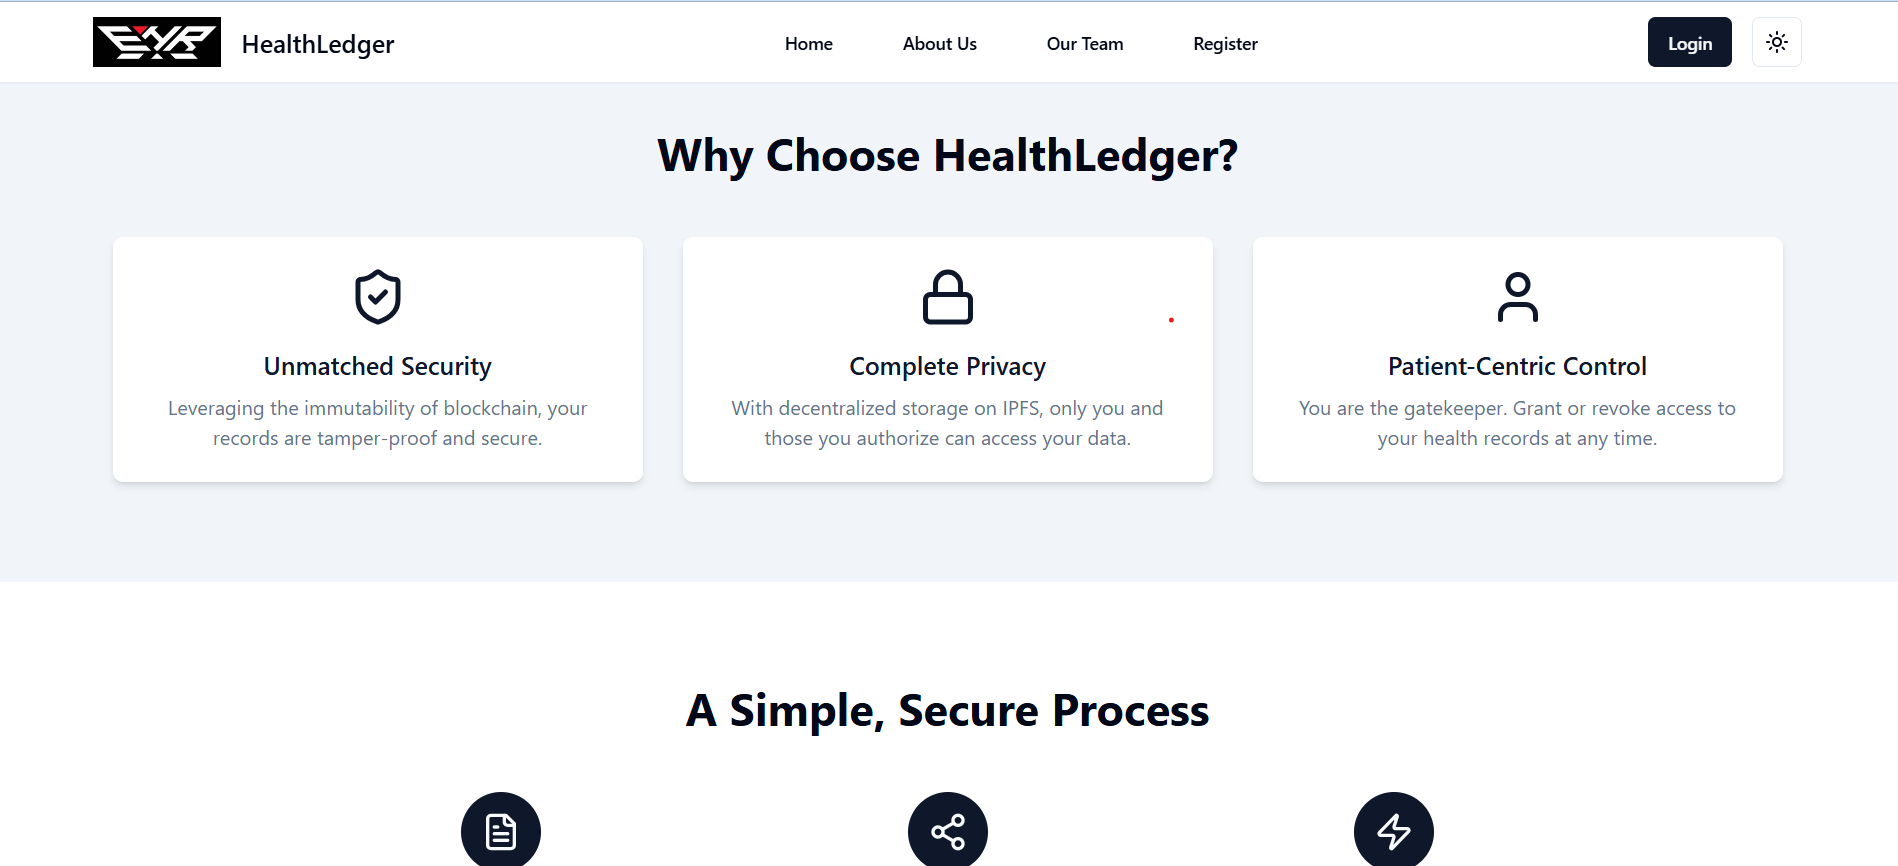 HealthLedger
Home
About Us
Our Team
Register
Login
Why Choose HealthLedger?
Unmatched Security
Leveraging the immutability of blockchain, your
records are tamper-proof and secure.
Complete Privacy
With decentralized storage on IPFS, only you and
those you authorize can access your data.
Patient-Centric Control
You are the gatekeeper. Grant or revoke access to
your health records at any time.
A Simple, Secure Process